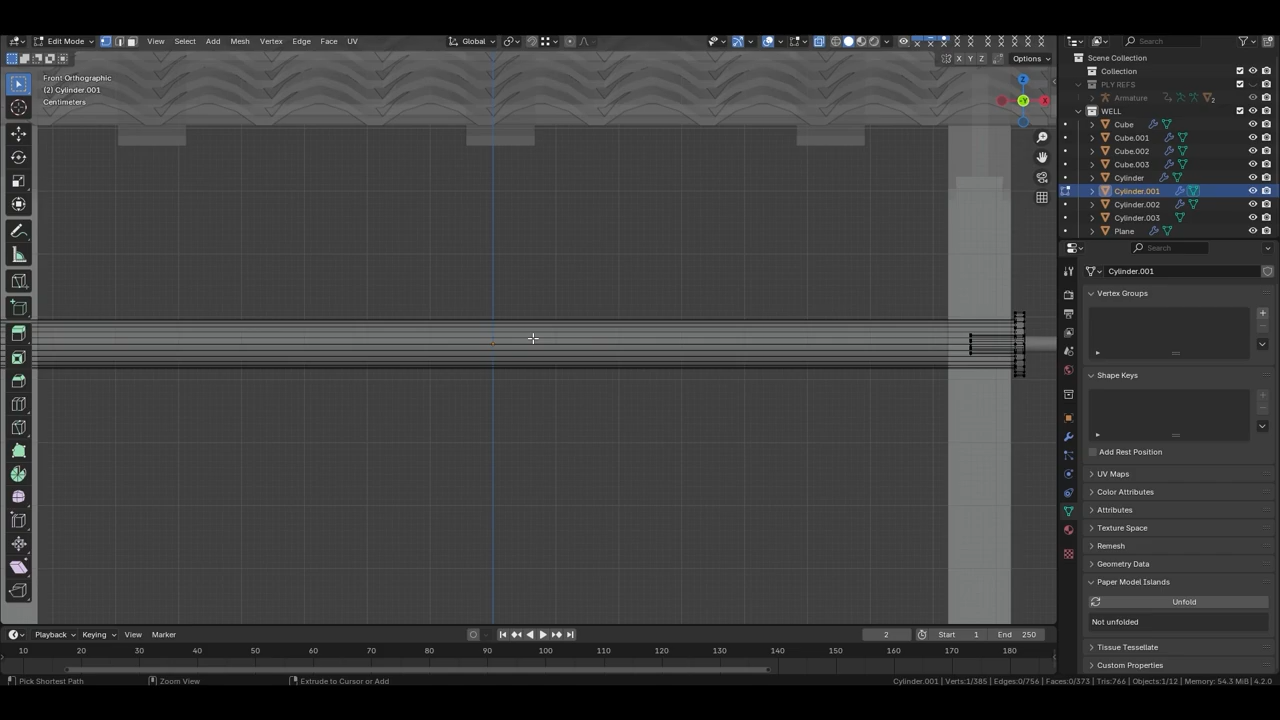 Edit Mode View Select Add Mesh Vertex Edge Face UV Global
X Y Z Options
Front Orthographic
(2) Cylinder.001
Centimeters
Z
Y
X
Search
Scene Collection
Collection
PLY REFS
Armature 2
WELL
Cube
Cube.001
Cube.002
Cube.003
Cylinder
Cylinder.001
Cylinder.002
Cylinder.003
Plane
Search
Cylinder.001
Vertex Groups
Shape Keys
Add Rest Position
UV Maps
Color Attributes
Attributes
Texture Space
Remesh
Geometry Data
Paper Model Islands
Unfold
Not unfolded
Tissue Tessellate
Custom Properties
Playback Keying View Marker 2 Start 1 End 250
10 20 30 40 50 60 70 80 90 100 110 120 130 140 150 160 170 180
Pick Shortest Path Zoom View Extrude to Cursor or Add Cylinder.001 | Verts:1/385 | Edges:0/756 | Faces:0/373 | Tris:766 | Objects:1/12 | Memory: 54.3 MiB | 4.2.0